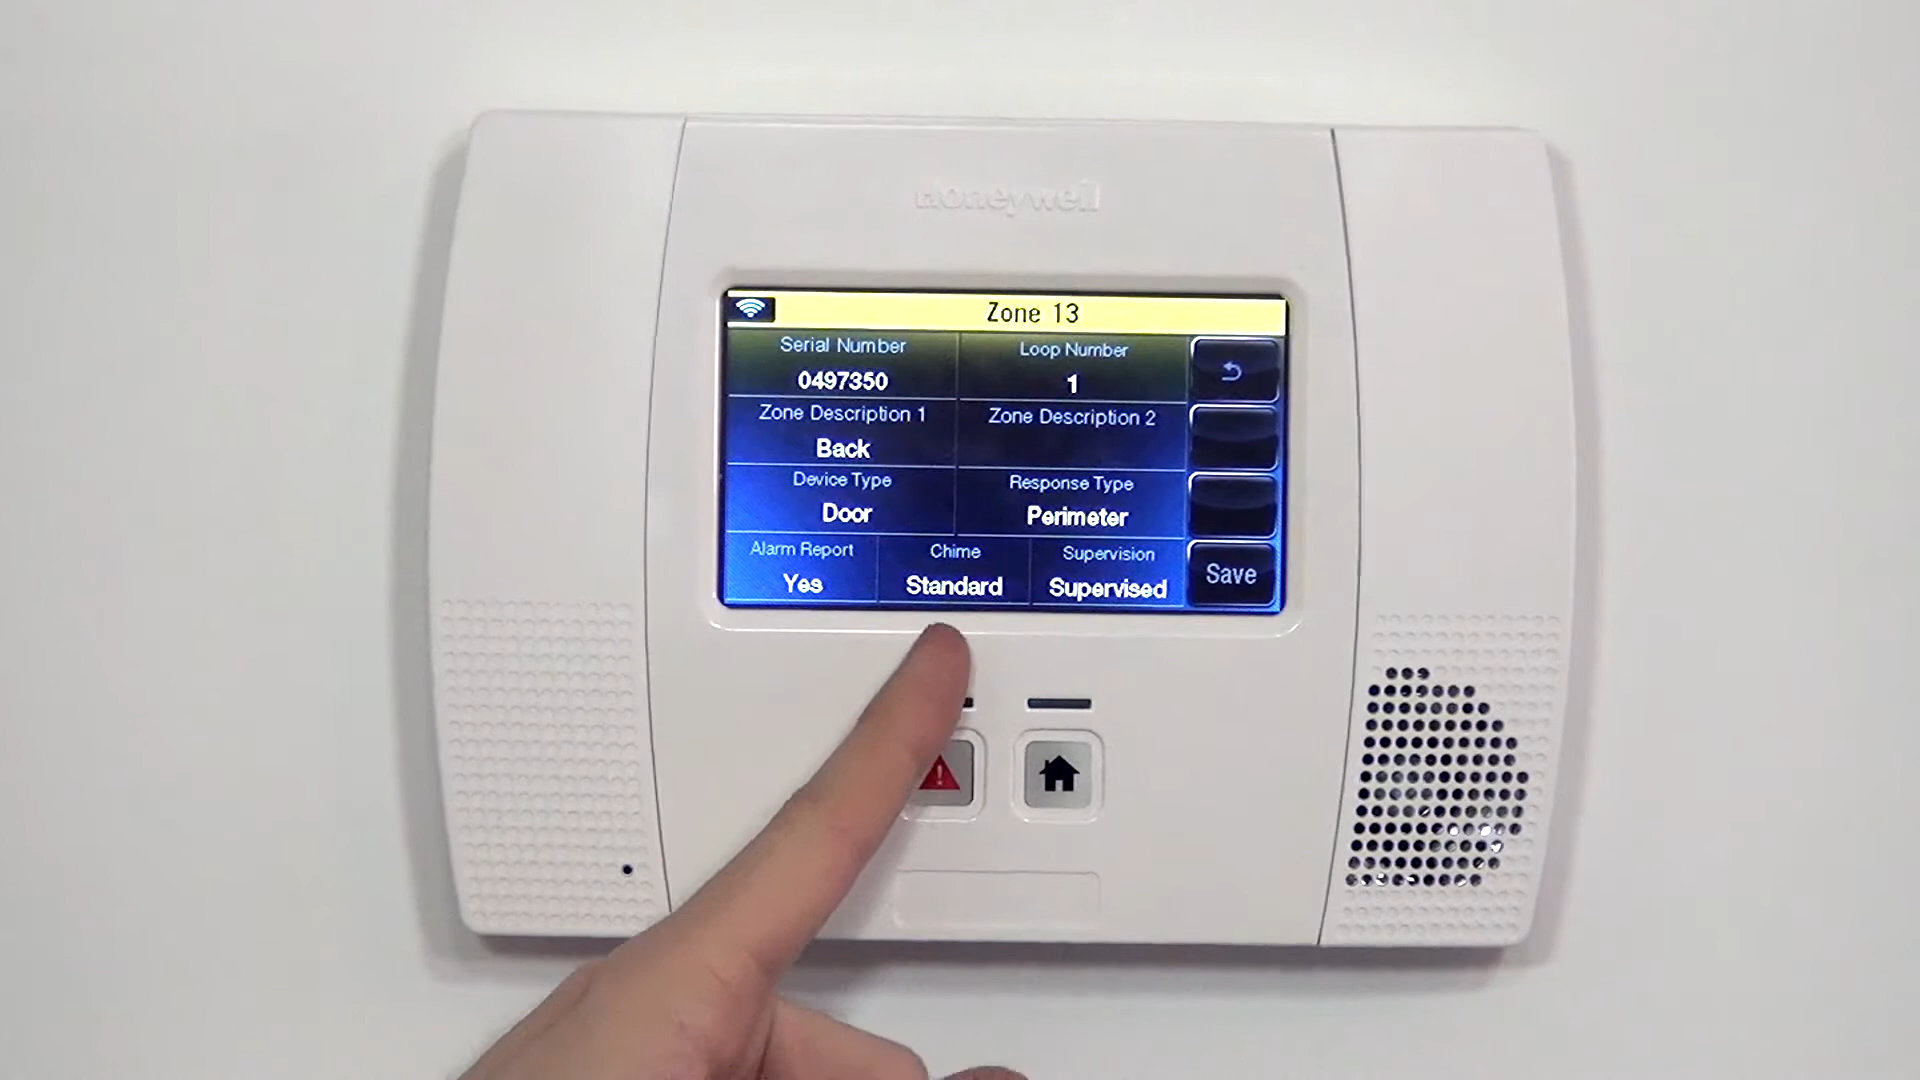 Honeywell
Zone 13
Serial Number
0497350
Loop Number
1
Zone Description 1
Back
Zone Description 2
Device Type
Door
Response Type
Perimeter
Alarm Report
Yes
Chime
Standard
Supervision
Supervised
Save